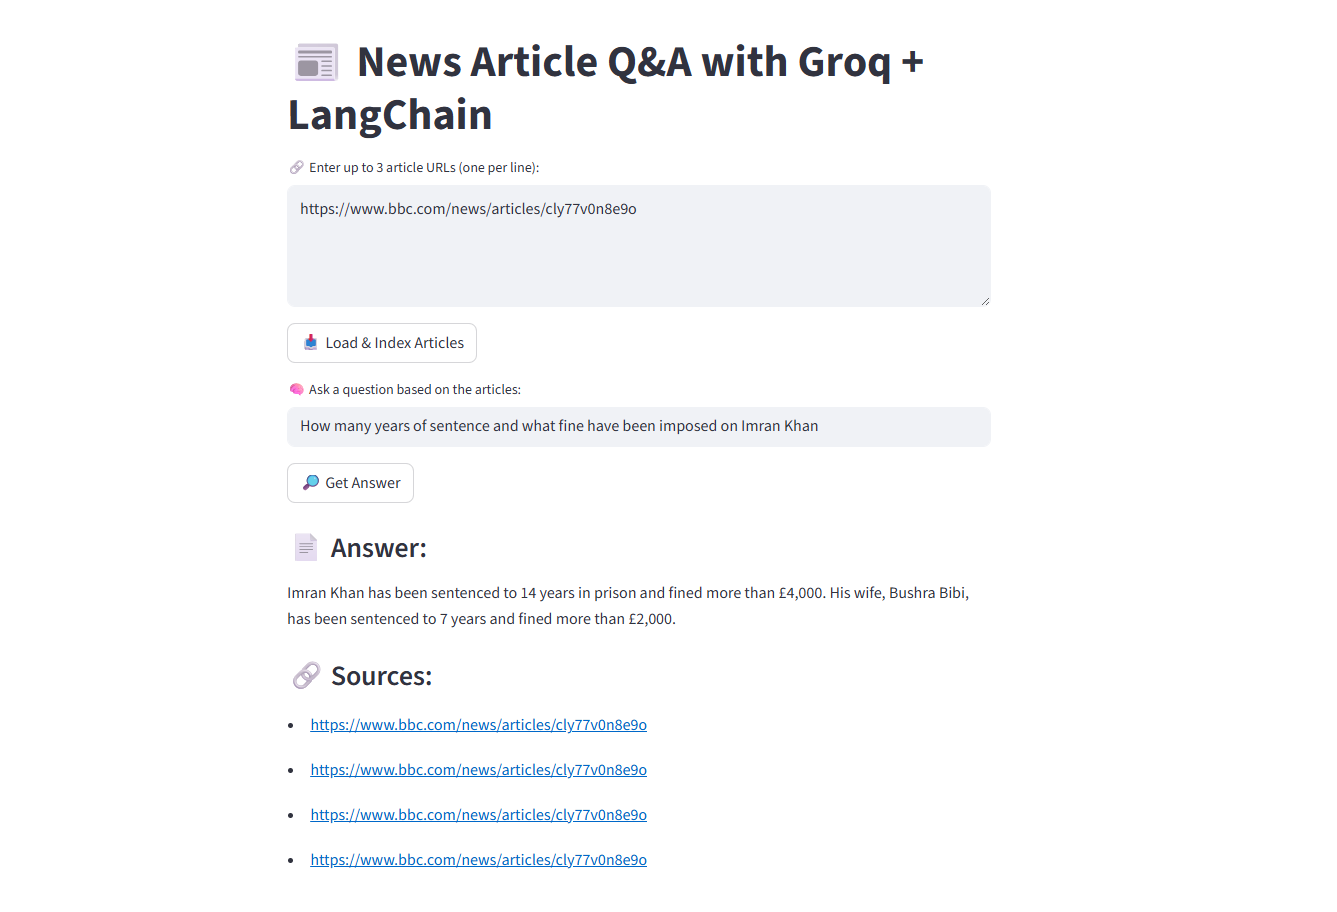 News Article Q&A with Groq +
LangChain
Enter up to 3 article URLs (one per line):
https://www.bbc.com/news/articles/cly77v0n8e9o
Load & Index Articles
Ask a question based on the articles:
How many years of sentence and what fine have been imposed on Imran Khan
Get Answer
Answer:
Imran Khan has been sentenced to 14 years in prison and fined more than £4,000. His wife, Bushra Bibi,
has been sentenced to 7 years and fined more than £2,000.
Sources:
https://www.bbc.com/news/articles/cly77v0n8e9o
https://www.bbc.com/news/articles/cly77v0n8e9o
https://www.bbc.com/news/articles/cly77v0n8e9o
https://www.bbc.com/news/articles/cly77v0n8e9o